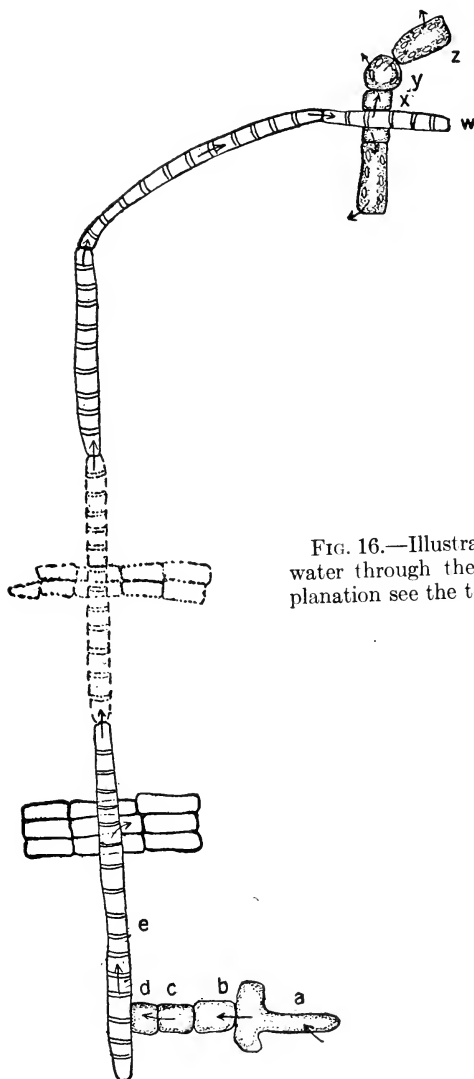 z
y
x
w
FIG. 16.—Illustra
water through the
planation see the t
e
d c b a